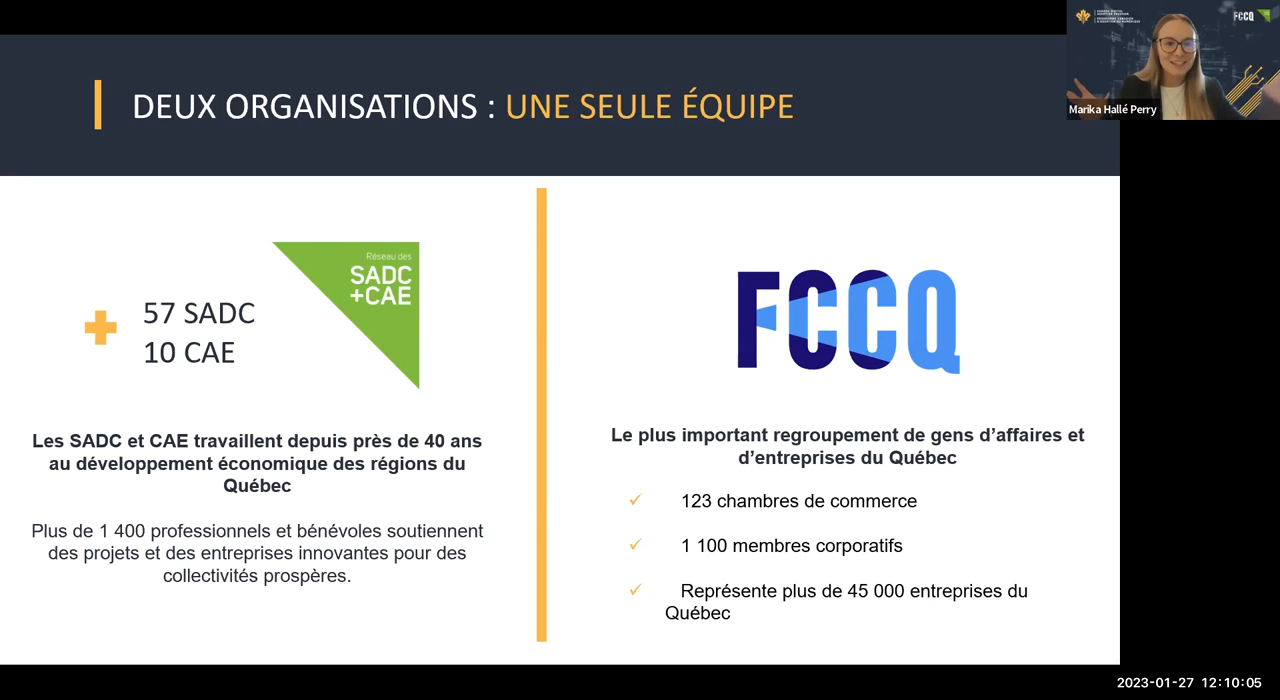 DEUX ORGANISATIONS : UNE SEULE ÉQUIPE
FCCQ
Marika Hallé Perry
57 SADC
10 CAE
Réseau des
SADC
+CAE
Les SADC et CAE travaillent depuis près de 40 ans
au développement économique des régions du
Québec
Plus de 1 400 professionnels et bénévoles soutiennent
des projets et des entreprises innovantes pour des
collectivités prospères.
FCCQ
Le plus important regroupement de gens d’affaires et
d’entreprises du Québec
✓ 123 chambres de commerce
✓ 1 100 membres corporatifs
✓ Représente plus de 45 000 entreprises du
Québec
2023-01-27 12:10:05